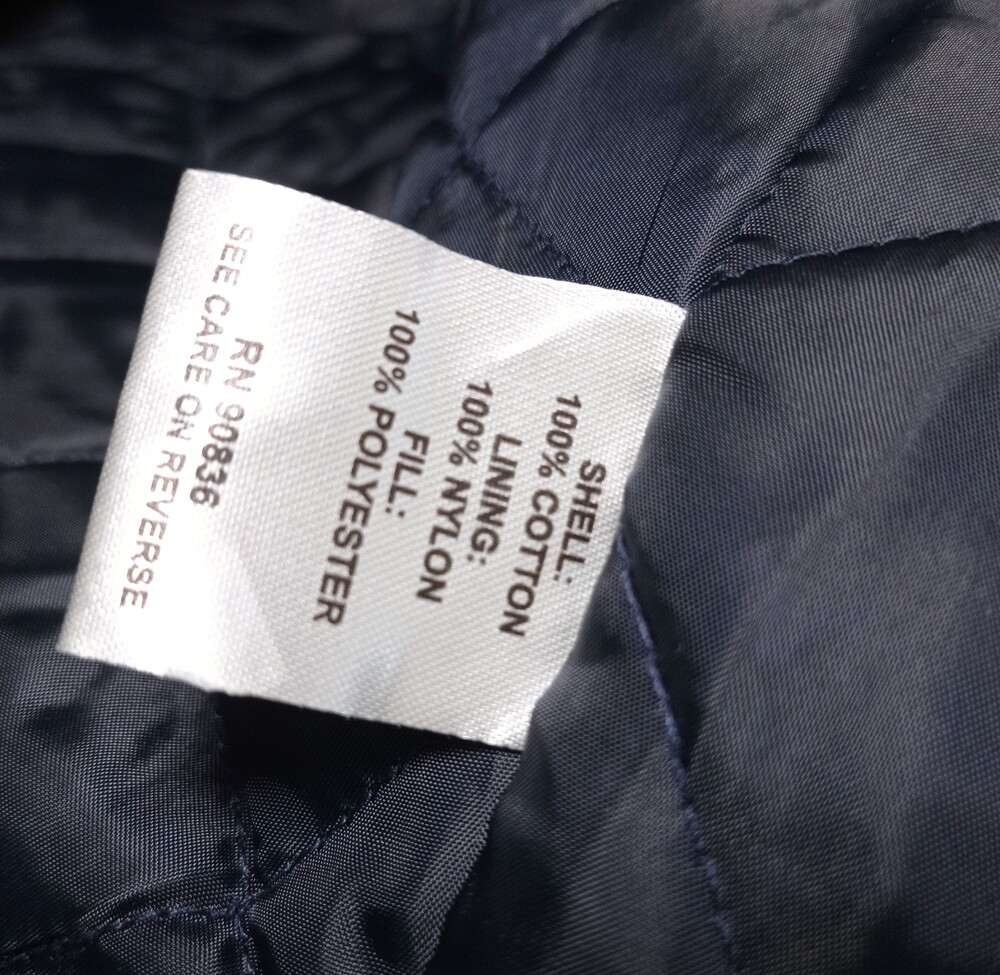 SHELL:
100% COTTON
LINING:
100% NYLON
FILL:
100% POLYESTER
RN 90836
SEE CARE ON REVERSE